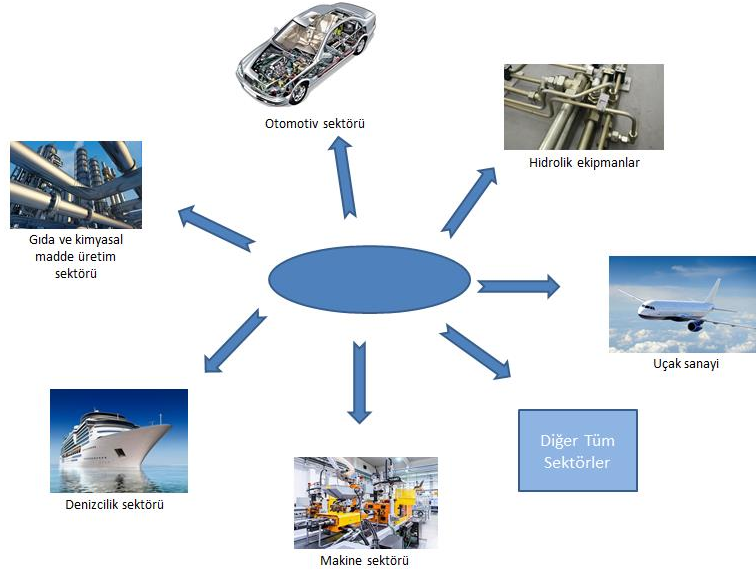 Otomotiv sektörü
Hidrolik ekipmanlar
Gıda ve kimyasal
madde üretim
sektörü
Uçak sanayi
Diğer Tüm
Sektörler
Denizcilik sektörü
Makine sektörü